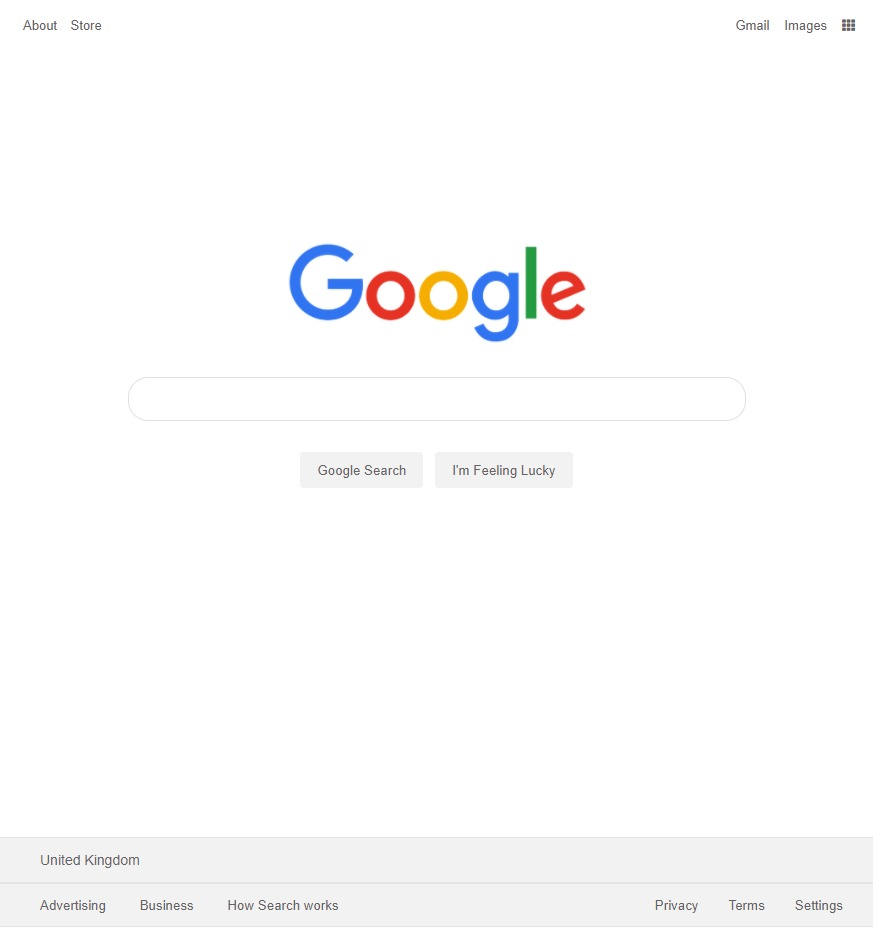 About Store Gmail Images
Google
Google Search I'm Feeling Lucky
United Kingdom
Advertising Business How Search works Privacy Terms Settings